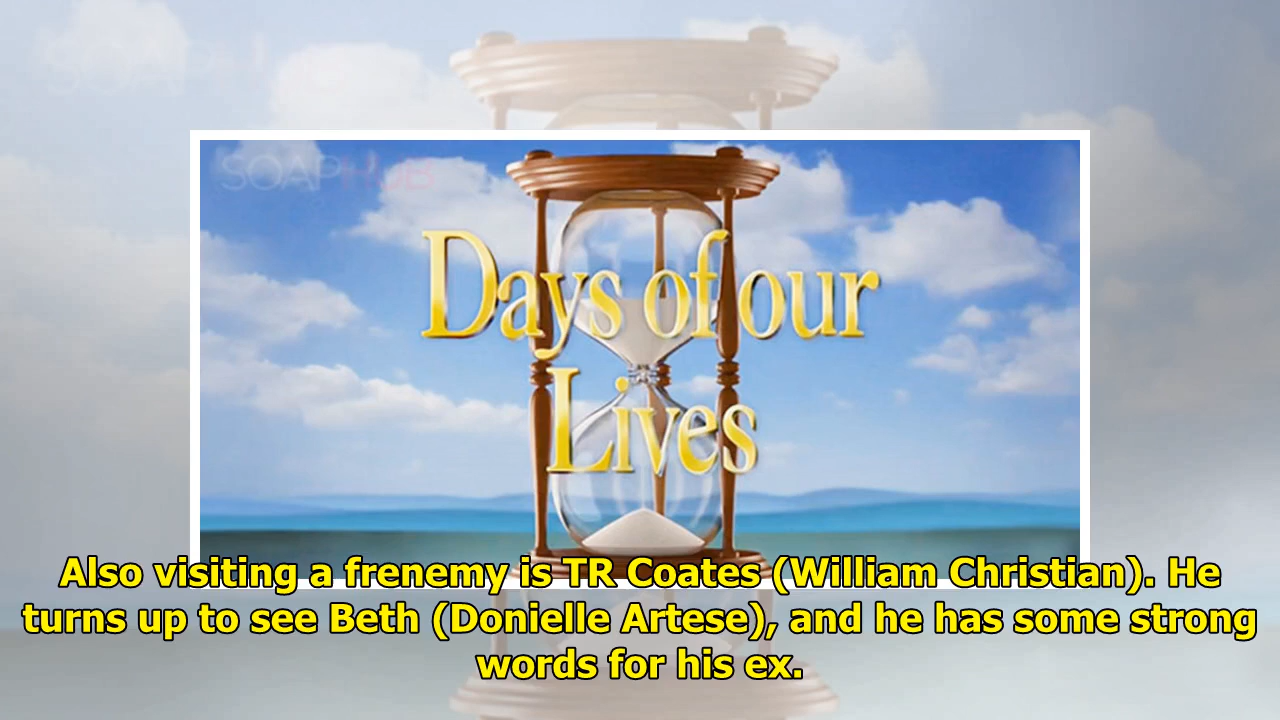 SOAPHUB
Days of our
Lives
Also visiting a frenemy is TR Coates (William Christian). He
turns up to see Beth (Donielle Artese), and he has some strong
words for his ex.